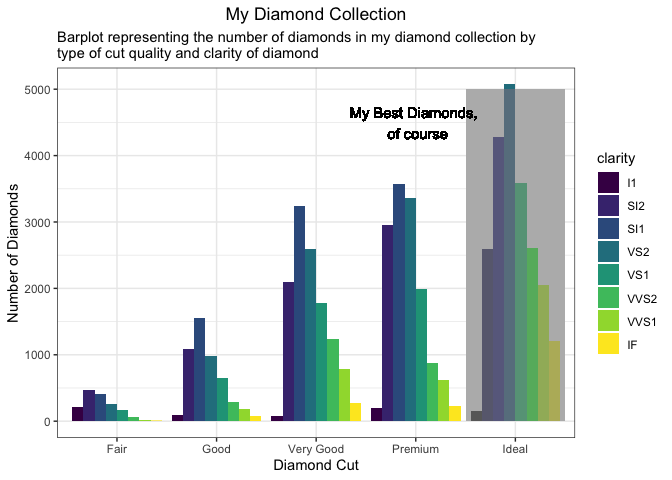 My Diamond Collection
Barplot representing the number of diamonds in my diamond collection by
type of cut quality and clarity of diamond
5000
4000
3000
2000
1000
0
Number of Diamonds
My Best Diamonds,
of course
Fair
Good
Very Good
Premium
Ideal
Diamond Cut
clarity
I1
SI2
SI1
VS2
VS1
VVS2
VVS1
IF